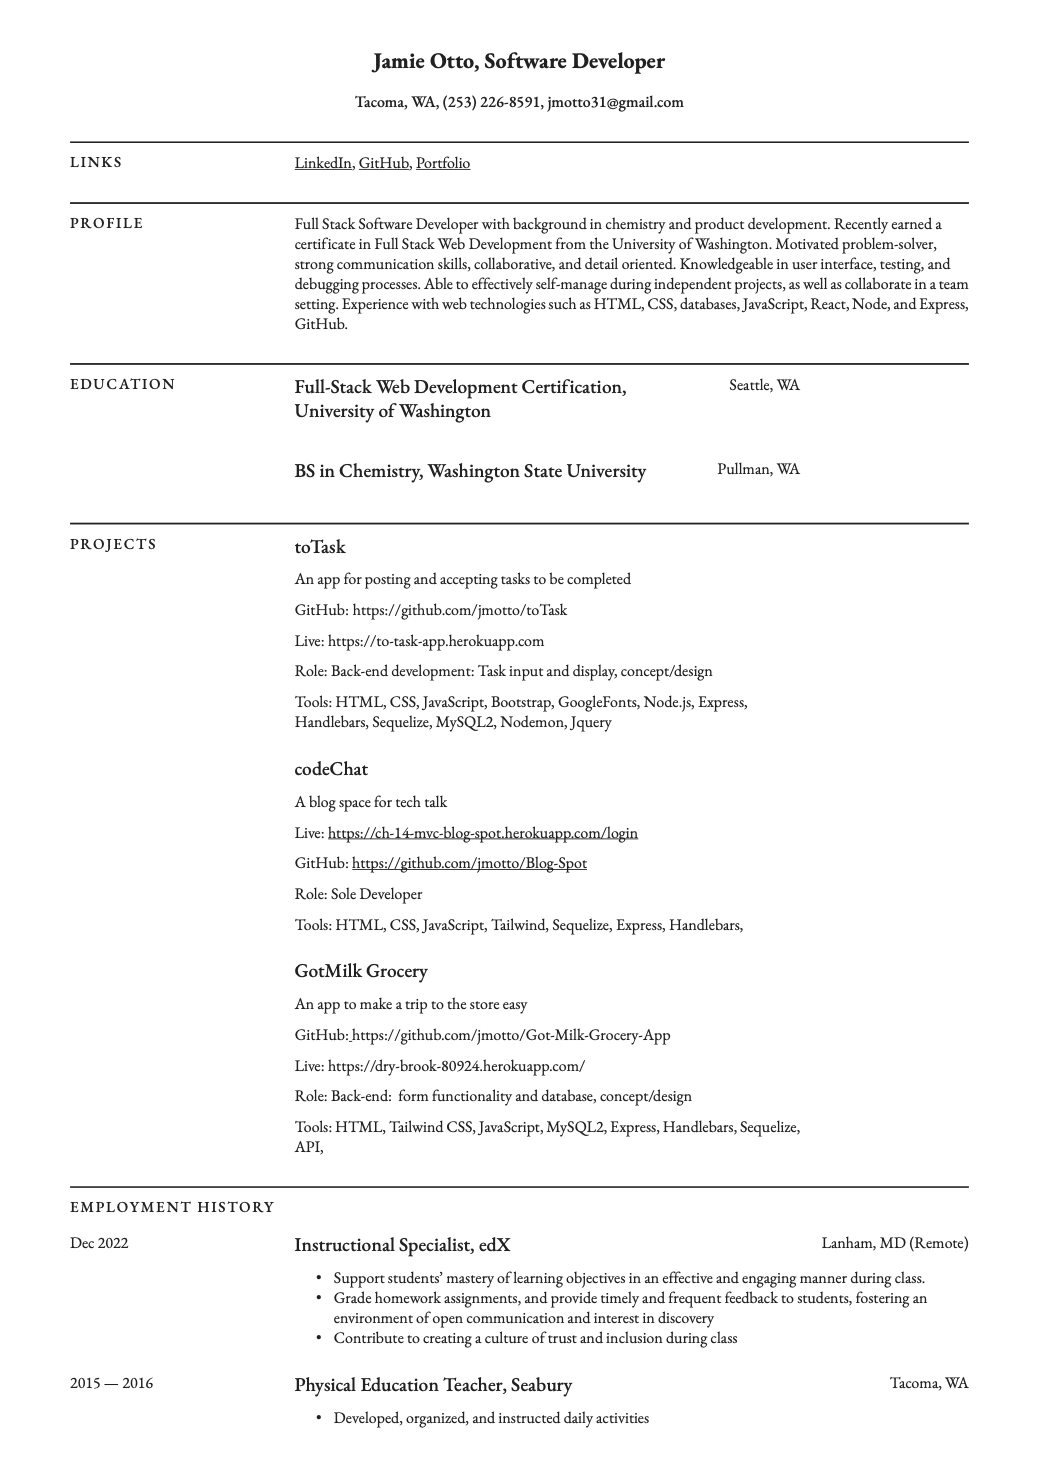 Jamie Otto, Software Developer
Tacoma, WA, (253) 226-8591, jmotto31@gmail.com
LINKS
LinkedIn, GitHub, Portfolio
PROFILE
Full Stack Software Developer with background in chemistry and product development. Recently earned a
certificate in Full Stack Web Development from the University of Washington. Motivated problem-solver,
strong communication skills, collaborative, and detail oriented. Knowledgeable in user interface, testing, and
debugging processes. Able to effectively self-manage during independent projects, as well as collaborate in a team
setting. Experience with web technologies such as HTML, CSS, databases, JavaScript, React, Node, and Express,
GitHub.
EDUCATION
Full-Stack Web Development Certification, Seattle, WA
University of Washington
BS in Chemistry, Washington State University Pullman, WA
PROJECTS
toTask
An app for posting and accepting tasks to be completed
GitHub: https://github.com/jmotto/toTask
Live: https://to-task-app.herokuapp.com
Role: Back-end development: Task input and display, concept/design
Tools: HTML, CSS, JavaScript, Bootstrap, GoogleFonts, Node.js, Express,
Handlebars, Sequelize, MySQL2, Nodemon, Jquery
codeChat
A blog space for tech talk
Live: https://ch-14-mvc-blog-spot.herokuapp.com/login
GitHub: https://github.com/jmotto/Blog-Spot
Role: Sole Developer
Tools: HTML, CSS, JavaScript, Tailwind, Sequelize, Express, Handlebars,
GotMilk Grocery
An app to make a trip to the store easy
GitHub: https://github.com/jmotto/Got-Milk-Grocery-App
Live: https://dry-brook-80924.herokuapp.com/
Role: Back-end: form functionality and database, concept/design
Tools: HTML, Tailwind CSS, JavaScript, MySQL2, Express, Handlebars, Sequelize,
API,
EMPLOYMENT HISTORY
Dec 2022 Instructional Specialist, edX Lanham, MD (Remote)
• Support students’ mastery of learning objectives in an effective and engaging manner during class.
• Grade homework assignments, and provide timely and frequent feedback to students, fostering an
environment of open communication and interest in discovery
• Contribute to creating a culture of trust and inclusion during class
2015 — 2016 Physical Education Teacher, Seabury Tacoma, WA
• Developed, organized, and instructed daily activities